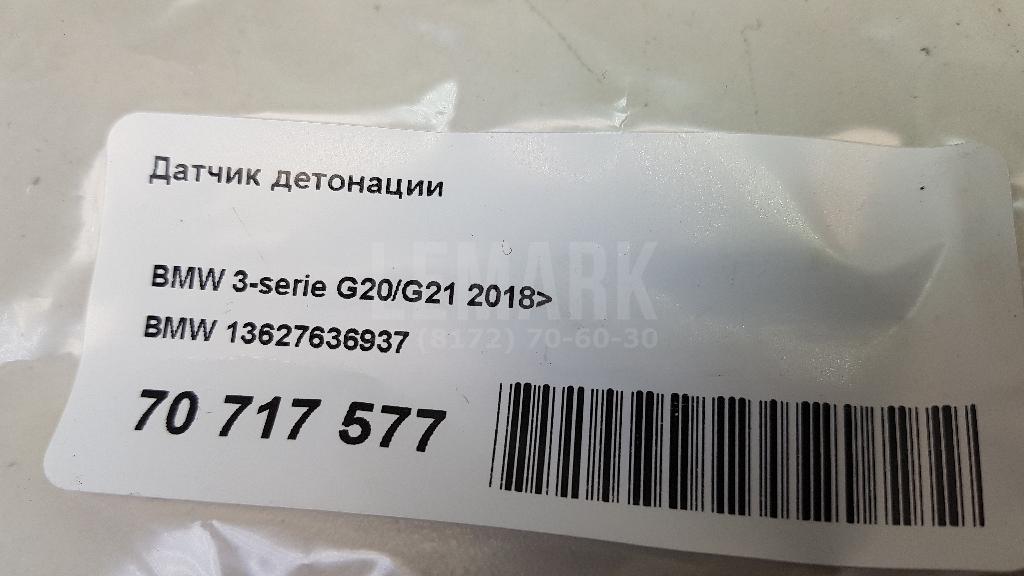 Датчик детонации
LEMARK
BMW 3-serie G20/G21 2018>
BMW 13627636937
(8172) 70-60-30
70 717 577